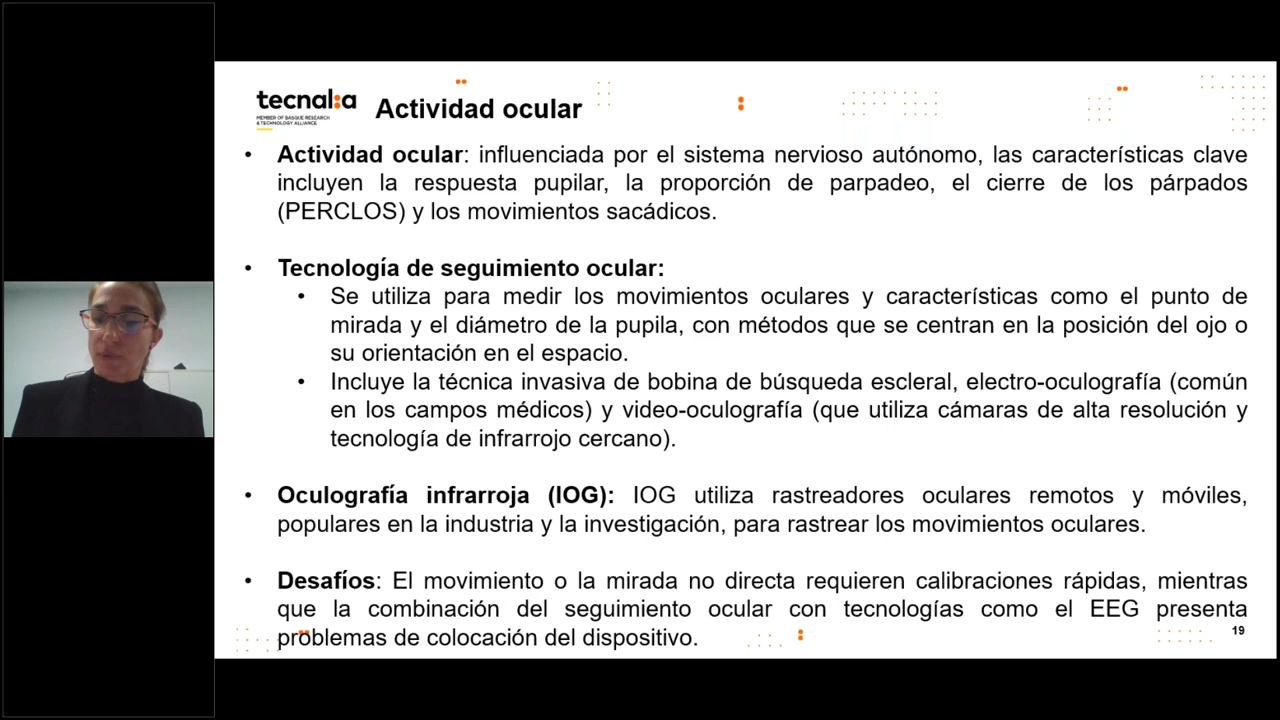 tecnal:a
MEMBER OF BASQUE RESEARCH
& TECHNOLOGY ALLIANCE
Actividad ocular
• Actividad ocular: influenciada por el sistema nervioso autónomo, las características clave
incluyen la respuesta pupilar, la proporción de parpadeo, el cierre de los párpados
(PERCLOS) y los movimientos sacádicos.
• Tecnología de seguimiento ocular:
• Se utiliza para medir los movimientos oculares y características como el punto de
mirada y el diámetro de la pupila, con métodos que se centran en la posición del ojo o
su orientación en el espacio.
• Incluye la técnica invasiva de bobina de búsqueda escleral, electro-oculografía (común
en los campos médicos) y video-oculografía (que utiliza cámaras de alta resolución y
tecnología de infrarrojo cercano).
• Oculografía infrarroja (IOG): IOG utiliza rastreadores oculares remotos y móviles,
populares en la industria y la investigación, para rastrear los movimientos oculares.
• Desafíos: El movimiento o la mirada no directa requieren calibraciones rápidas, mientras
que la combinación del seguimiento ocular con tecnologías como el EEG presenta
problemas de colocación del dispositivo.
19